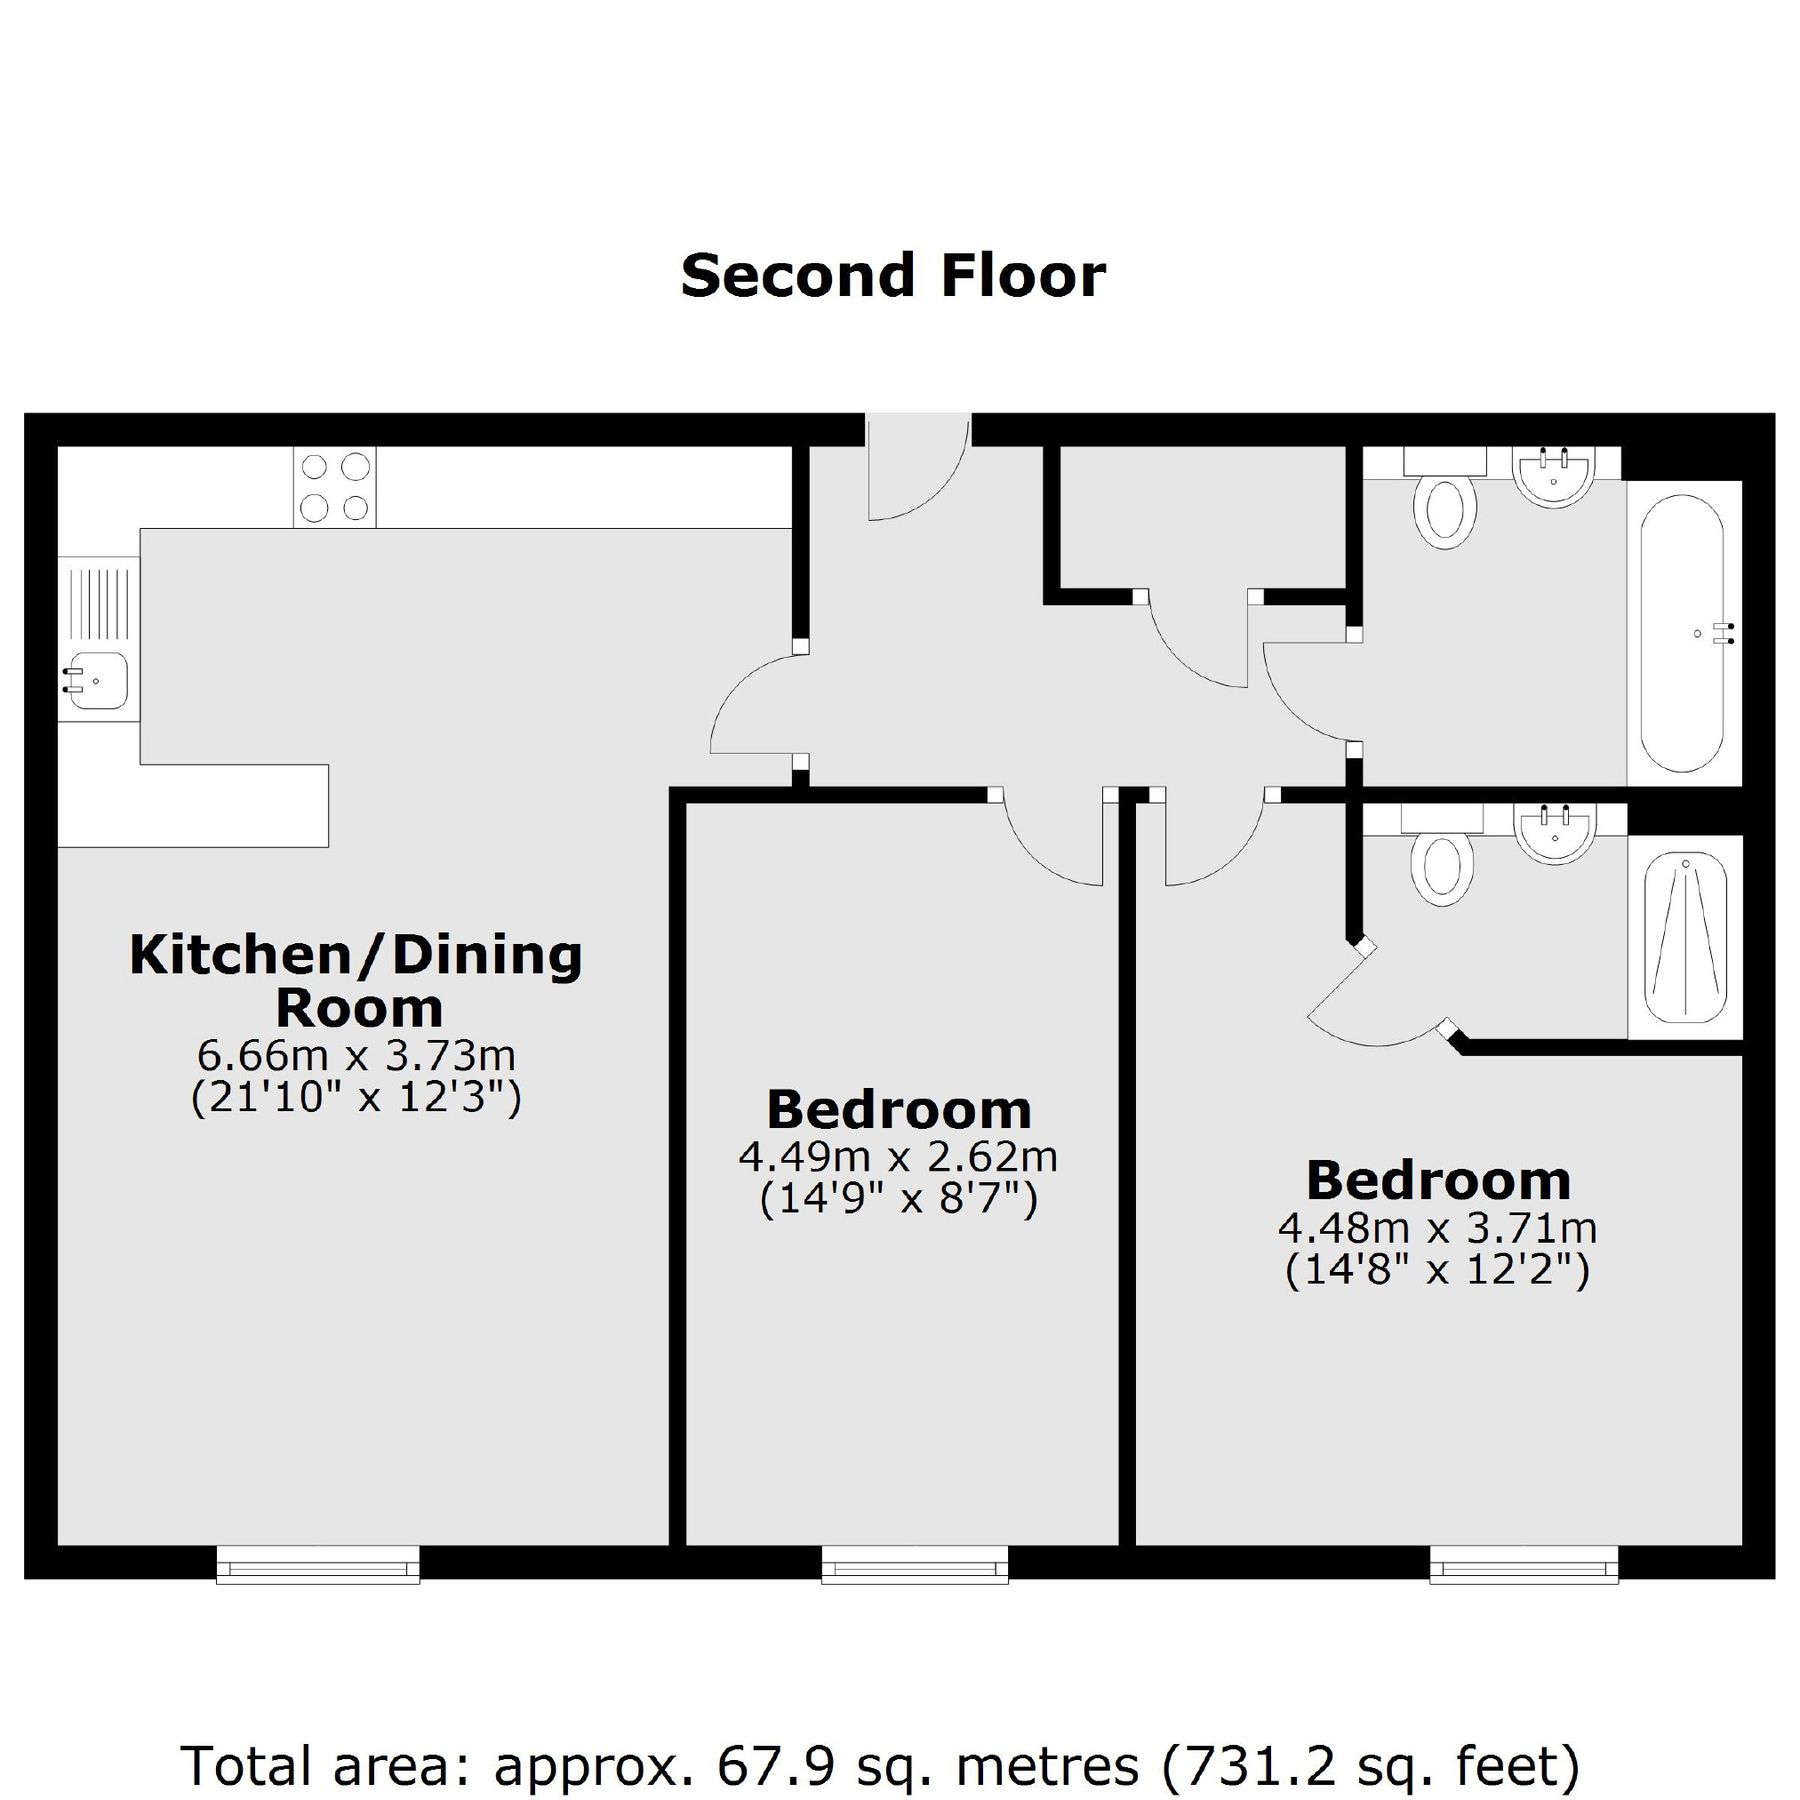 Second Floor
Kitchen/Dining
Room
6.66m x 3.73m
(21'10" x 12'3")
Bedroom
4.49m x 2.62m
(14'9" x 8'7")
Bedroom
4.48m x 3.71m
(14'8" x 12'2")
Total area: approx. 67.9 sq. metres (731.2 sq. feet)